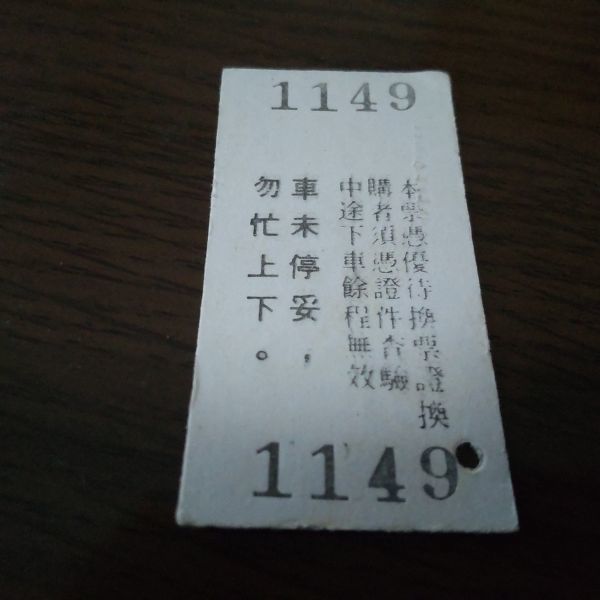 1149
本票憑優待換票證換
購者須憑證件查驗
中途下車餘程無效
車未停妥，
勿忙上下。
1149